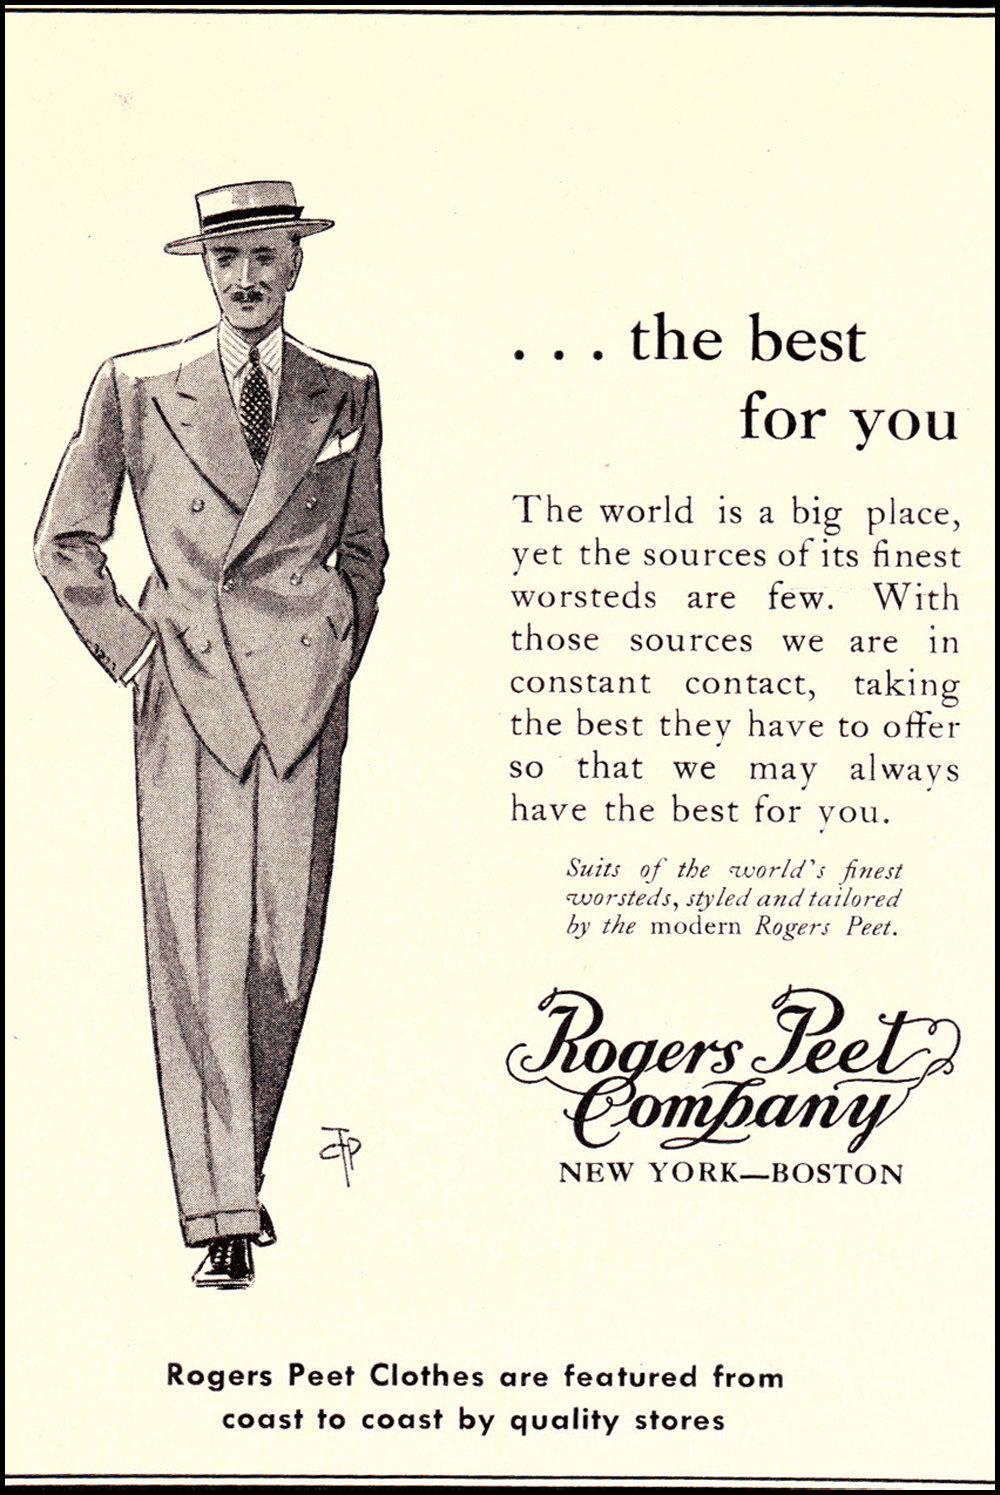 . . . the best
for you
The world is a big place,
yet the sources of its finest
worsteds are few. With
those sources we are in
constant contact, taking
the best they have to offer
so that we may always
have the best for you.
Suits of the world's finest
worsteds, styled and tailored
by the modern Rogers Peet.
Rogers Peet
Company
NEW YORK—BOSTON
Rogers Peet Clothes are featured from
coast to coast by quality stores